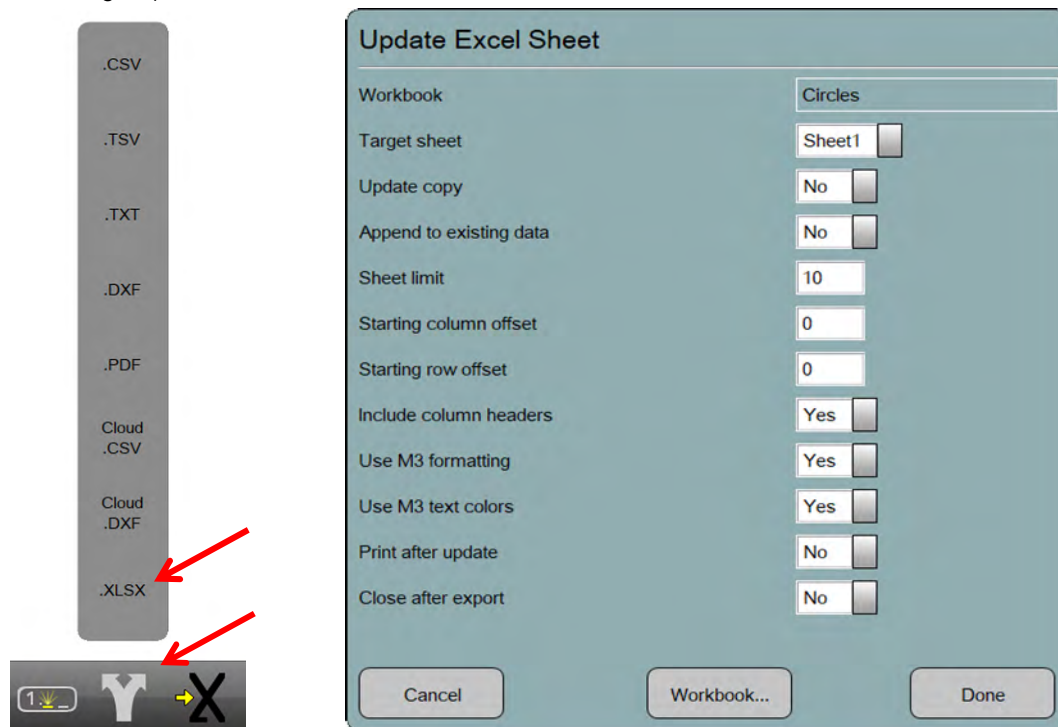 .CSV
.TSV
.TXT
.DXF
.PDF
Cloud
.CSV
Cloud
.DXF
.XLSX
Update Excel Sheet
Workbook Circles
Target sheet Sheet1
Update copy No
Append to existing data No
Sheet limit 10
Starting column offset 0
Starting row offset 0
Include column headers Yes
Use M3 formatting Yes
Use M3 text colors Yes
Print after update No
Close after export No
Cancel Workbook... Done